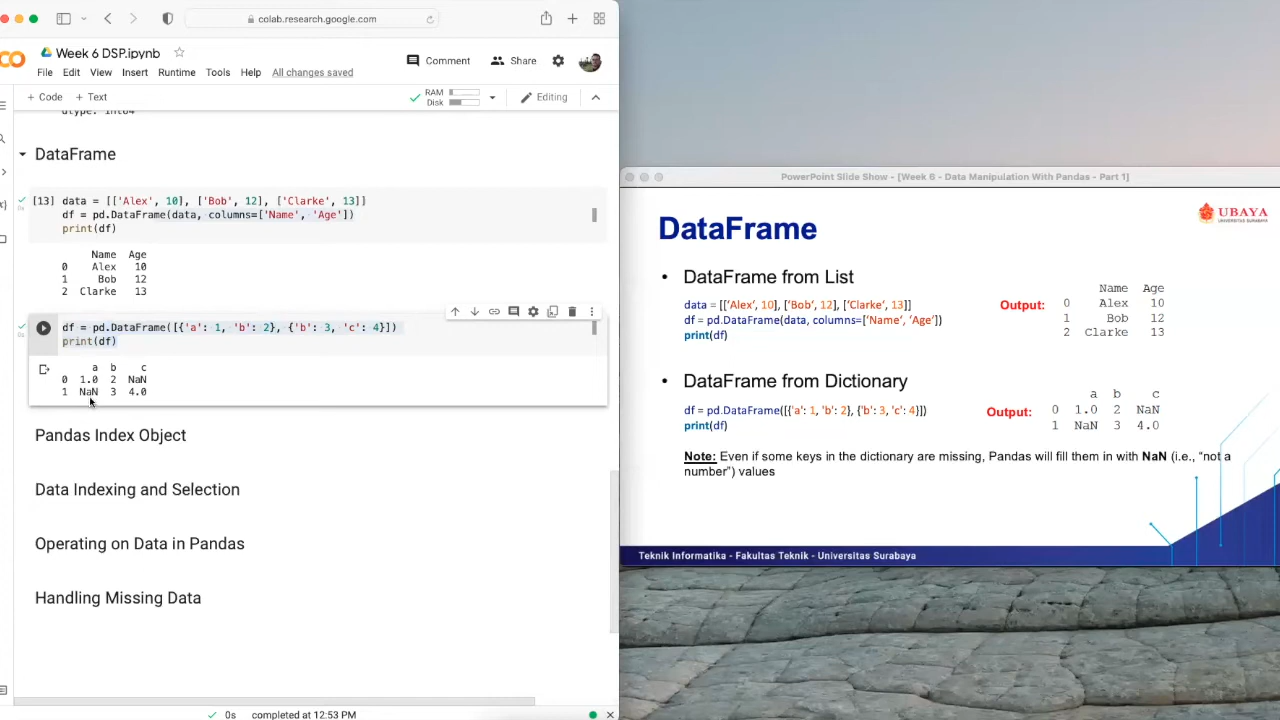 colab.research.google.com
Week 6 DSP.ipynb
Comment
Share
File Edit View Insert Runtime Tools Help All changes saved
+ Code + Text
RAM
Disk
Editing
dtype: int64
DataFrame
[13] data = [['Alex', 10], ['Bob', 12], ['Clarke', 13]]
df = pd.DataFrame(data, columns=['Name', 'Age'])
print(df)
Name Age
0 Alex 10
1 Bob 12
2 Clarke 13
df = pd.DataFrame([{'a': 1, 'b': 2}, {'b': 3, 'c': 4}])
print(df)
a b c
0 1.0 2 NaN
1 NaN 3 4.0
Pandas Index Object
Data Indexing and Selection
Operating on Data in Pandas
Handling Missing Data
0s completed at 12:53 PM
PowerPoint Slide Show - [Week 6 - Data Manipulation With Pandas - Part 1]
UBAYA
UNIVERSITAS SURABAYA
DataFrame
• DataFrame from List
data = [['Alex', 10], ['Bob', 12], ['Clarke', 13]]
df = pd.DataFrame(data, columns=['Name', 'Age'])
print(df)
Output:
Name Age
0 Alex 10
1 Bob 12
2 Clarke 13
• DataFrame from Dictionary
df = pd.DataFrame([{'a': 1, 'b': 2}, {'b': 3, 'c': 4}])
print(df)
Output:
a b c
0 1.0 2 NaN
1 NaN 3 4.0
Note: Even if some keys in the dictionary are missing, Pandas will fill them in with NaN (i.e., “not a
number”) values
Teknik Informatika - Fakultas Teknik - Universitas Surabaya